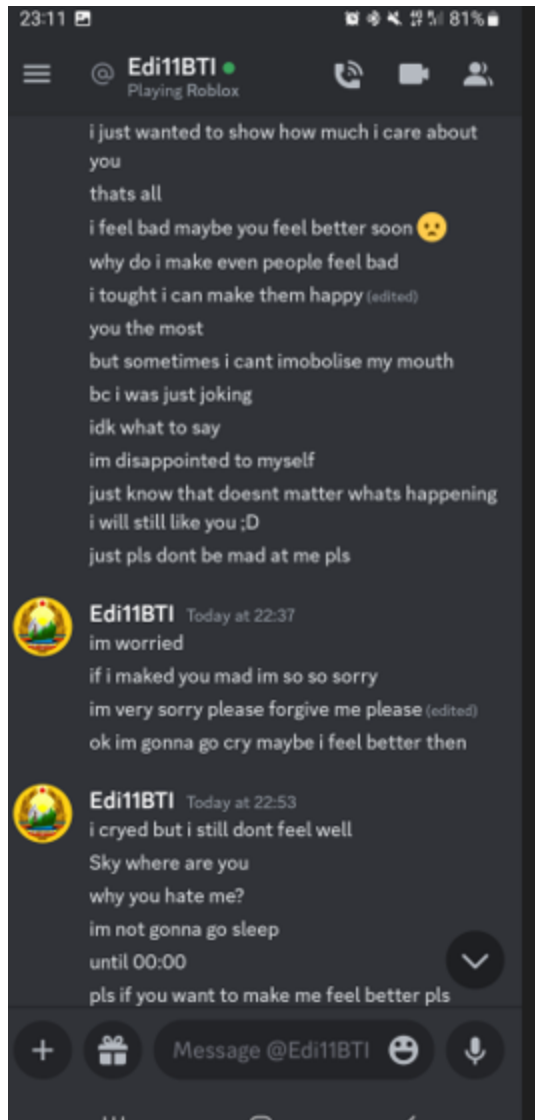 23:11 81%
@ Edi11BTI
Playing Roblox
i just wanted to show how much i care about
you
thats all
i feel bad maybe you feel better soon 😟
why do i make even people feel bad
i tought i can make them happy (edited)
you the most
but sometimes i cant imobolise my mouth
bc i was just joking
idk what to say
im disappointed to myself
just know that doesnt matter whats happening
i will still like you ;D
just pls dont be mad at me pls
Edi11BTI Today at 22:37
im worried
if i maked you mad im so so sorry
im very sorry please forgive me please (edited)
ok im gonna go cry maybe i feel better then
Edi11BTI Today at 22:53
i cryed but i still dont feel well
Sky where are you
why you hate me?
im not gonna go sleep
until 00:00
pls if you want to make me feel better pls
Message @Edi11BTI